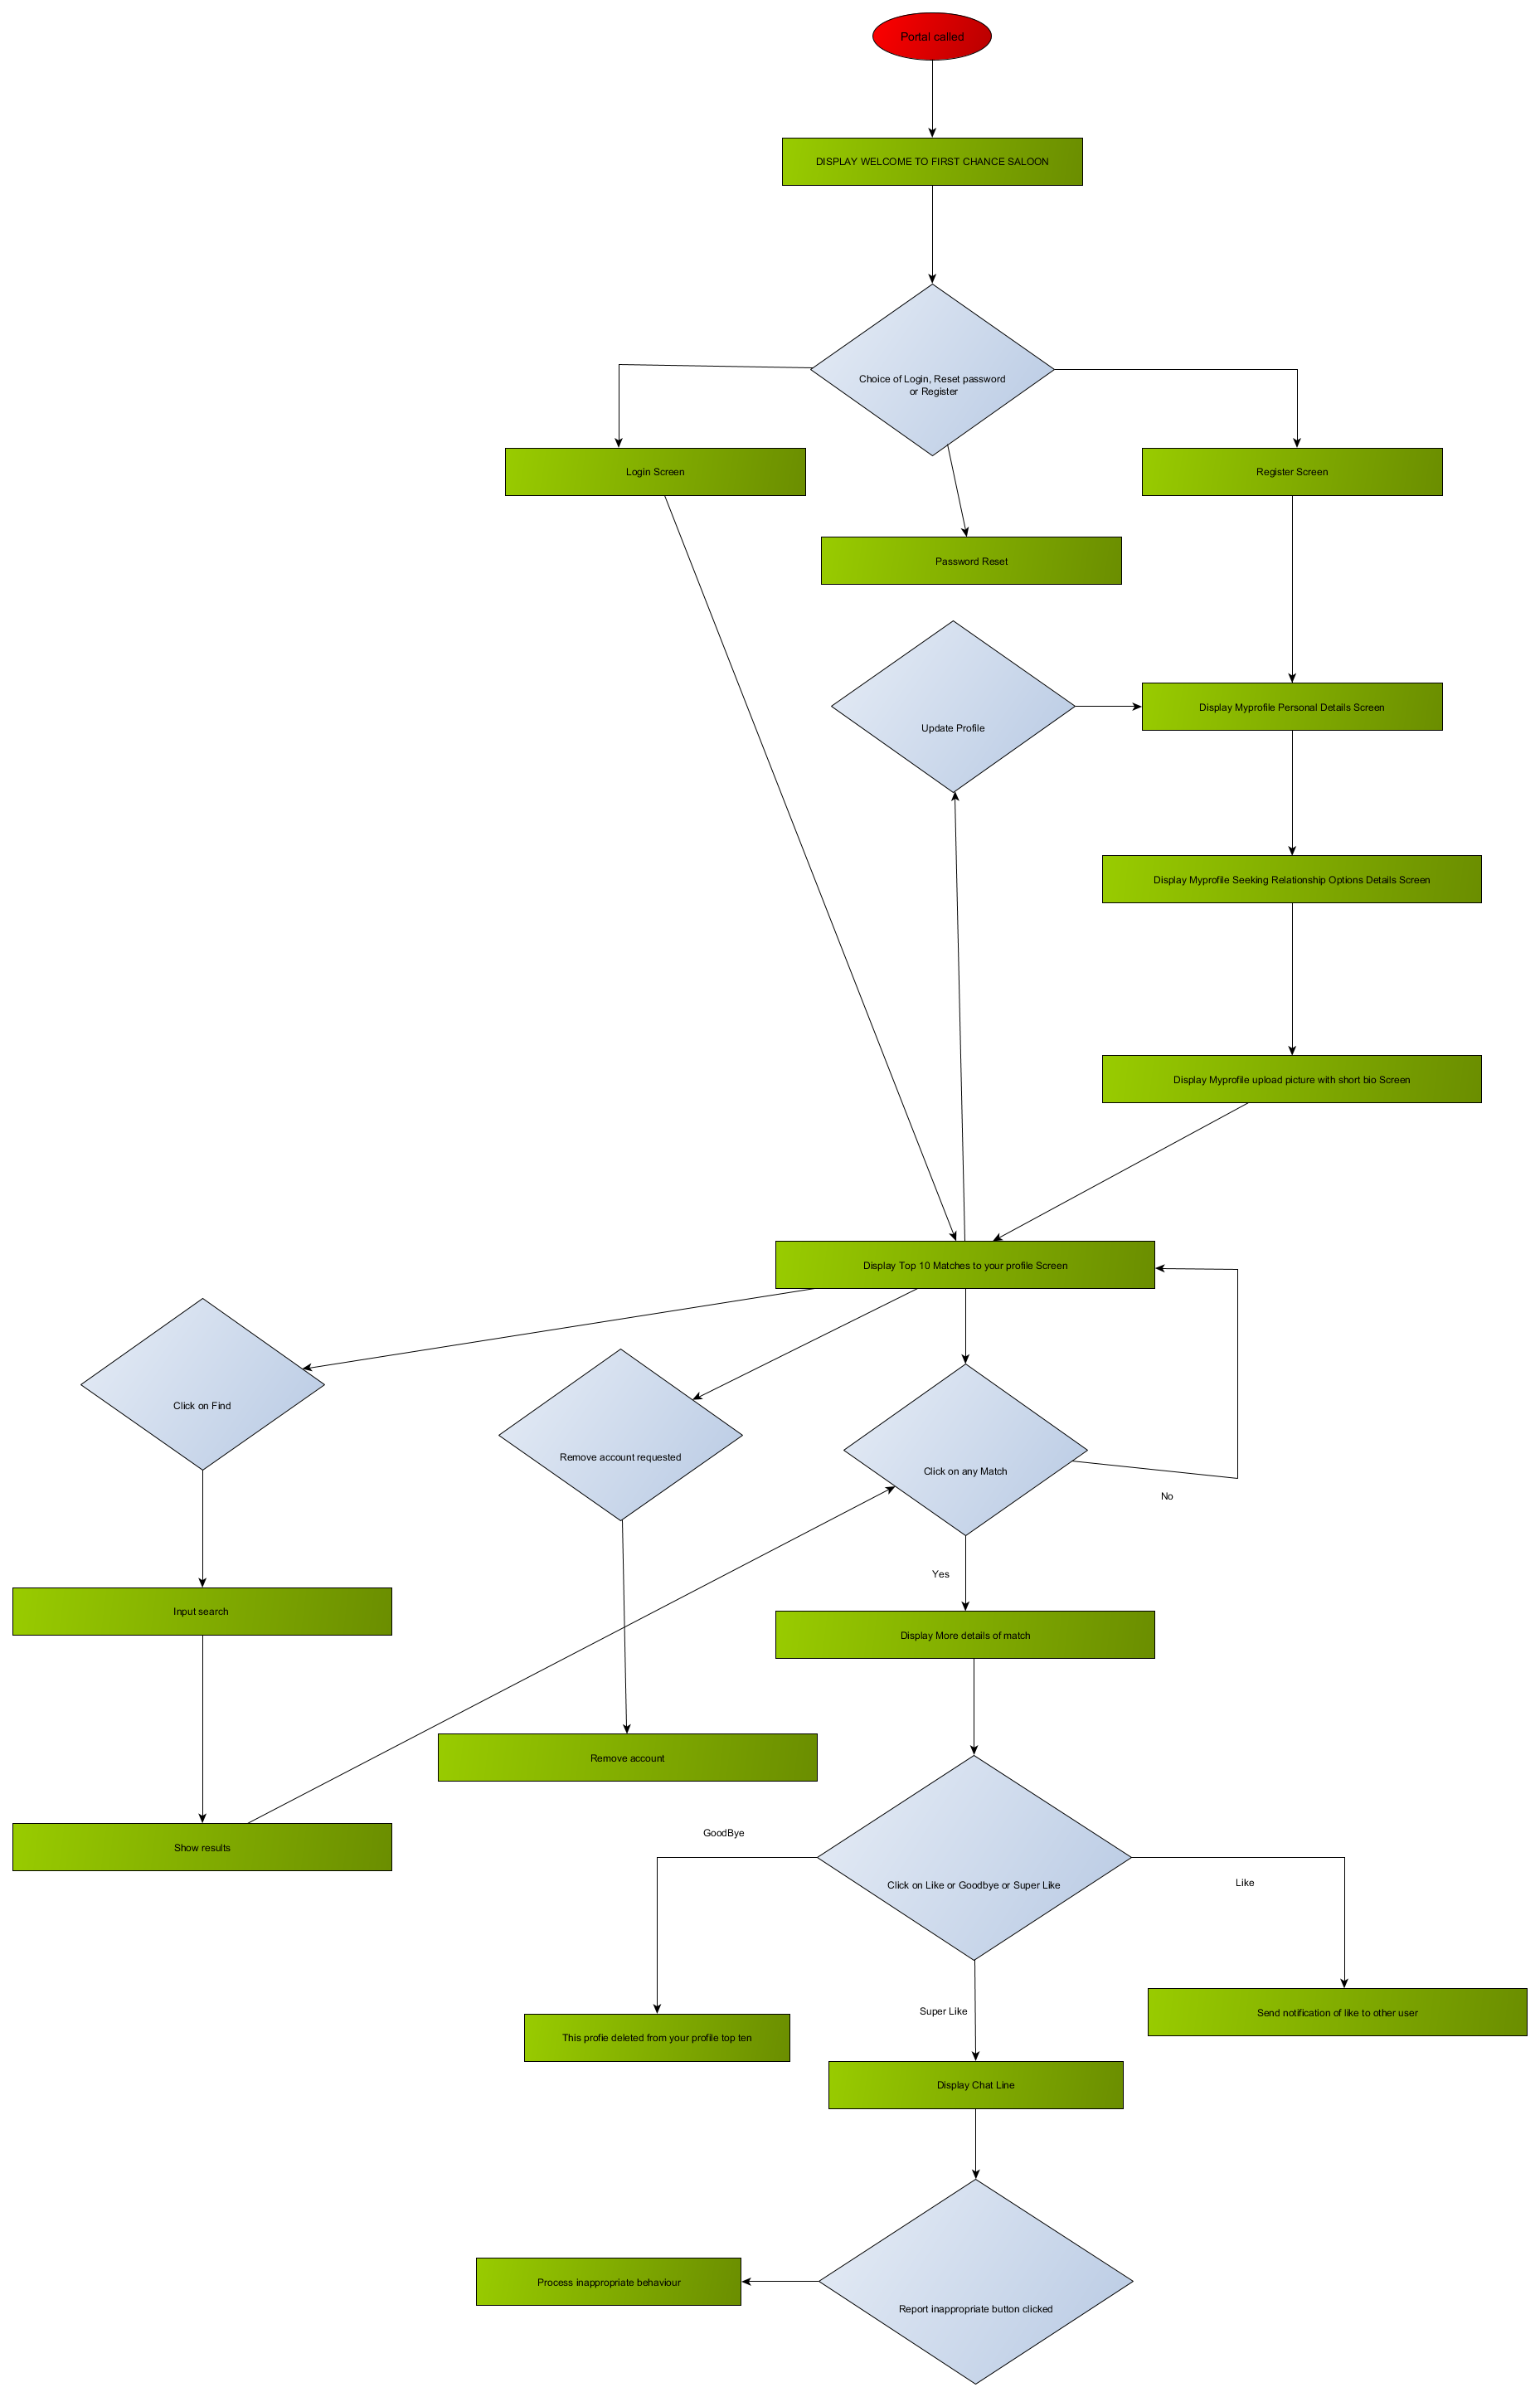 Portal called
DISPLAY WELCOME TO FIRST CHANCE SALOON
Choice of Login, Reset password
or Register
Login Screen
Register Screen
Password Reset
Update Profile
Display Myprofile Personal Details Screen
Display Myprofile Seeking Relationship Options Details Screen
Display Myprofile upload picture with short bio Screen
Display Top 10 Matches to your profile Screen
Click on Find
Remove account requested
Click on any Match
No
Yes
Input search
Display More details of match
Remove account
Show results
GoodBye
Click on Like or Goodbye or Super Like
Like
Super Like
Send notification of like to other user
This profie deleted from your profile top ten
Display Chat Line
Process inappropriate behaviour
Report inappropriate button clicked